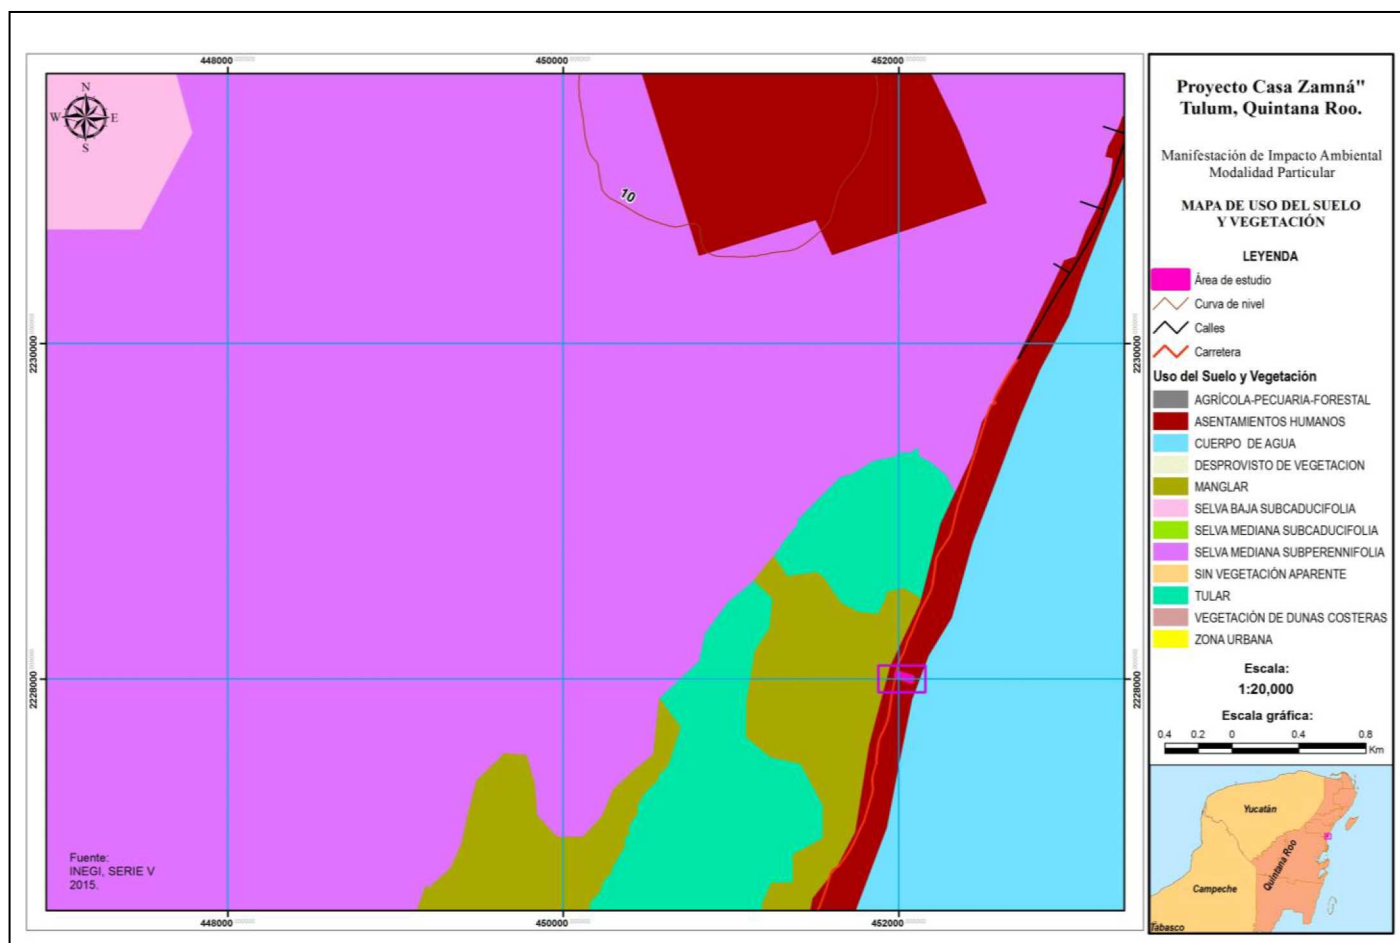 448000
450000
452000
N
W
E
S
10
2230000
2230000
2228000
2228000
Fuente:
INEGI, SERIE V
2015.
448000
450000
452000
Proyecto Casa Zamná"
Tulum, Quintana Roo.
Manifestación de Impacto Ambiental
Modalidad Particular
MAPA DE USO DEL SUELO
Y VEGETACIÓN
LEYENDA
Área de estudio
Curva de nivel
Calles
Carretera
Uso del Suelo y Vegetación
AGRÍCOLA-PECUARIA-FORESTAL
ASENTAMIENTOS HUMANOS
CUERPO DE AGUA
DESPROVISTO DE VEGETACION
MANGLAR
SELVA BAJA SUBCADUCIFOLIA
SELVA MEDIANA SUBCADUCIFOLIA
SELVA MEDIANA SUBPERENNIFOLIA
SIN VEGETACIÓN APARENTE
TULAR
VEGETACIÓN DE DUNAS COSTERAS
ZONA URBANA
Escala:
1:20,000
Escala gráfica:
0.4 0.2 0 0.4 0.8
Km
Yucatán
Quintana Roo
Campeche
Tabasco